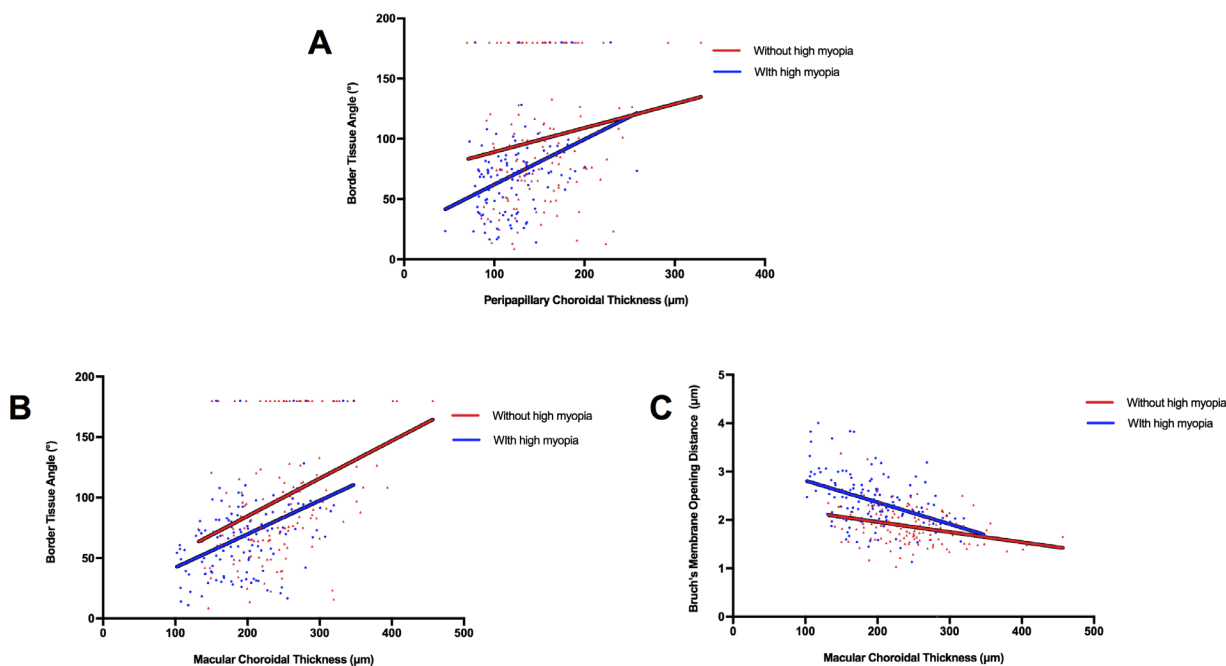 A
Border Tissue Angle (°)
200
150
100
50
0
0
100
200
300
400
Peripapillary Choroidal Thickness (µm)
Without high myopia
WIth high myopia
B
Border Tissue Angle (°)
200
150
100
50
0
0
100
200
300
400
500
Macular Choroidal Thickness (µm)
Without high myopia
WIth high myopia
C
Bruch's Membrane Opening Distance (µm)
5
4
3
2
1
0
0
100
200
300
400
500
Macular Choroidal Thickness (µm)
Without high myopia
WIth high myopia